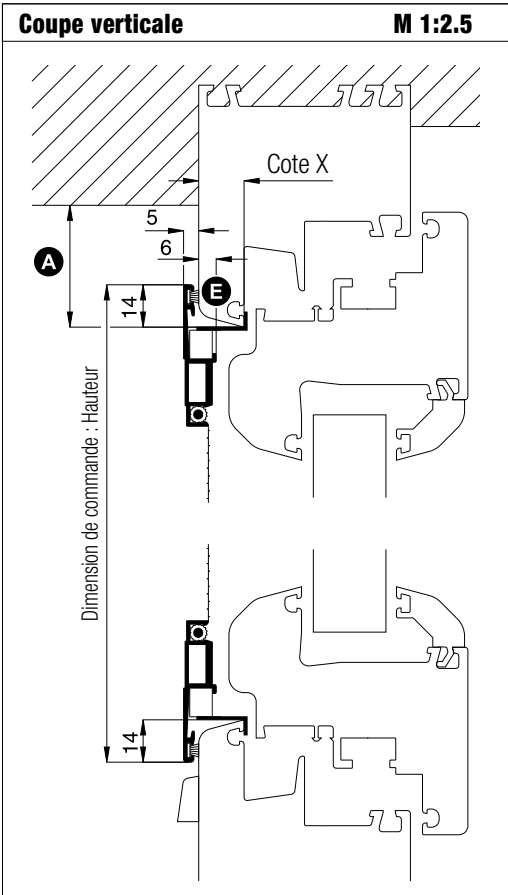 Coupe verticale M 1:2.5
Cote X
5
A
6
E
14
Dimension de commande : Hauteur
14